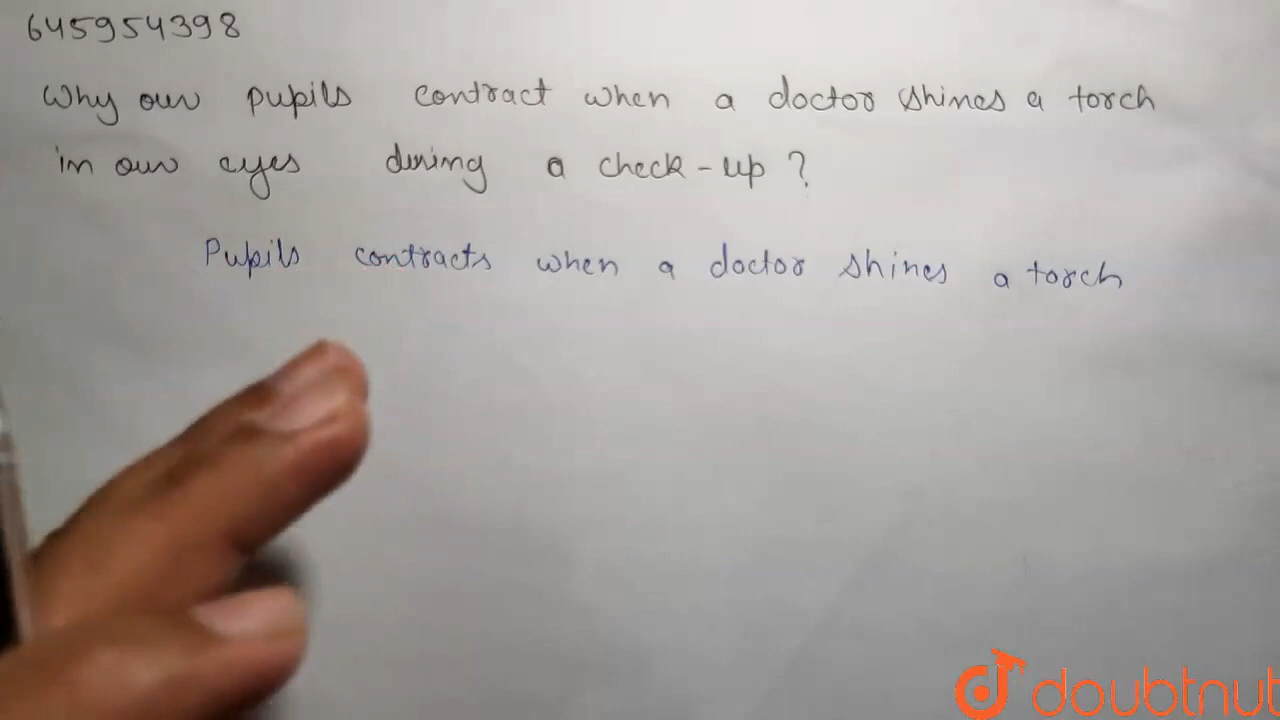 645954398
Why our pupils contract when a doctor shines a torch
in our eyes during a check-up?
Pupils contracts when a doctor shines a torch
doubtnut